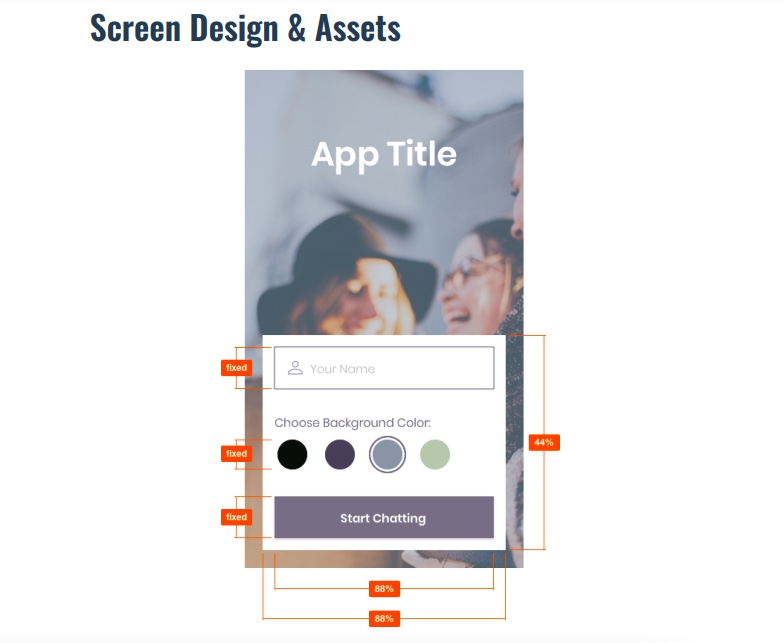 Screen Design & Assets
App Title
fixed
Your Name
Choose Background Color:
44%
fixed
fixed
Start Chatting
88%
88%